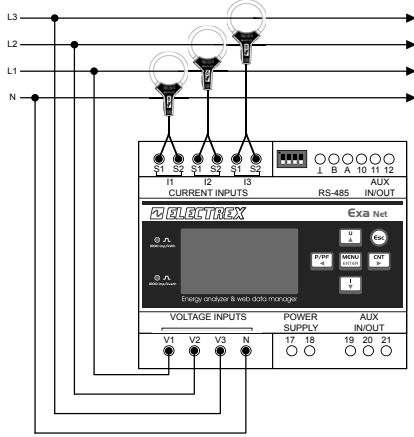 L3
L2
L1
N
S1 S2 S1 S2 S1 S2
I1 I2 I3
CURRENT INPUTS
⊥ B A 10 11 12
RS-485
AUX
IN/OUT
ELECTREX
Exa Net
U
Esc
P/PF
MENU
ENTER
CNT
I
Energy analyzer & web data manager
VOLTAGE INPUTS
POWER
SUPPLY
AUX
IN/OUT
V1 V2 V3 N
17 18
19 20 21